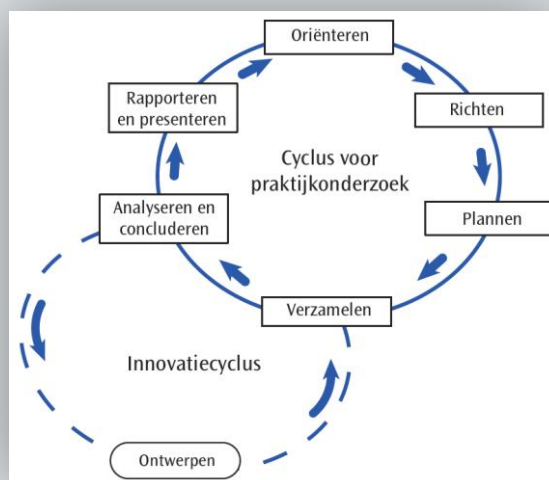 Oriënteren
Rapporteren
en presenteren
Richten
Cyclus voor
praktijkonderzoek
Analyseren en
concluderen
Plannen
Verzamelen
Innovatiecyclus
Ontwerpen